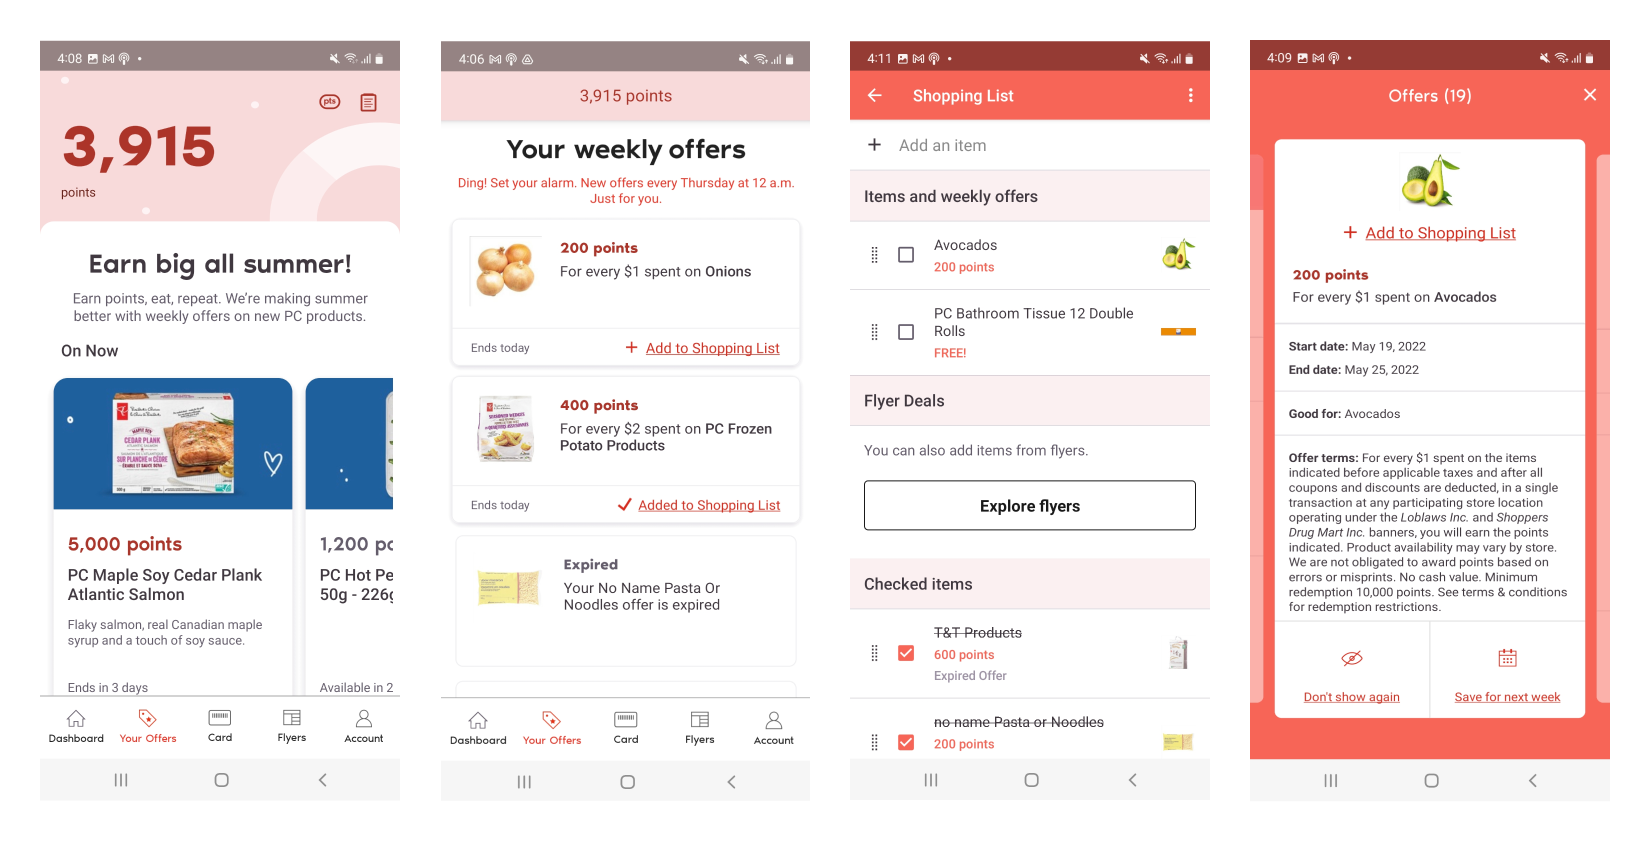 4:08
pts
3,915
points
Earn big all summer!
Earn points, eat, repeat. We're making summer
better with weekly offers on new PC products.
On Now
CEDAR PLANK
SUR PLANCHE DE CÈDRE
5,000 points
PC Maple Soy Cedar Plank
Atlantic Salmon
Flaky salmon, real Canadian maple
syrup and a touch of soy sauce.
Ends in 3 days
1,200 po
PC Hot Pe
50g - 226g
Available in 2
Dashboard
Your Offers
Card
Flyers
Account
4:06
3,915 points
Your weekly offers
Ding! Set your alarm. New offers every Thursday at 12 a.m.
Just for you.
200 points
For every $1 spent on Onions
Ends today
Add to Shopping List
400 points
For every $2 spent on PC Frozen
Potato Products
Ends today
Added to Shopping List
Expired
Your No Name Pasta Or
Noodles offer is expired
Dashboard
Your Offers
Card
Flyers
Account
4:11
Shopping List
Add an item
Items and weekly offers
Avocados
200 points
PC Bathroom Tissue 12 Double
Rolls
FREE!
Flyer Deals
You can also add items from flyers.
Explore flyers
Checked items
T&T Products
600 points
Expired Offer
no name Pasta or Noodles
200 points
4:09
Offers (19)
Add to Shopping List
200 points
For every $1 spent on Avocados
Start date: May 19, 2022
End date: May 25, 2022
Good for: Avocados
Offer terms: For every $1 spent on the items
indicated before applicable taxes and after all
coupons and discounts are deducted, in a single
transaction at any participating store location
operating under the Loblaws Inc. and Shoppers
Drug Mart Inc. banners, you will earn the points
indicated. Product availability may vary by store.
We are not obligated to award points based on
errors or misprints. No cash value. Minimum
redemption 10,000 points. See terms & conditions
for redemption restrictions.
Don't show again
Save for next week